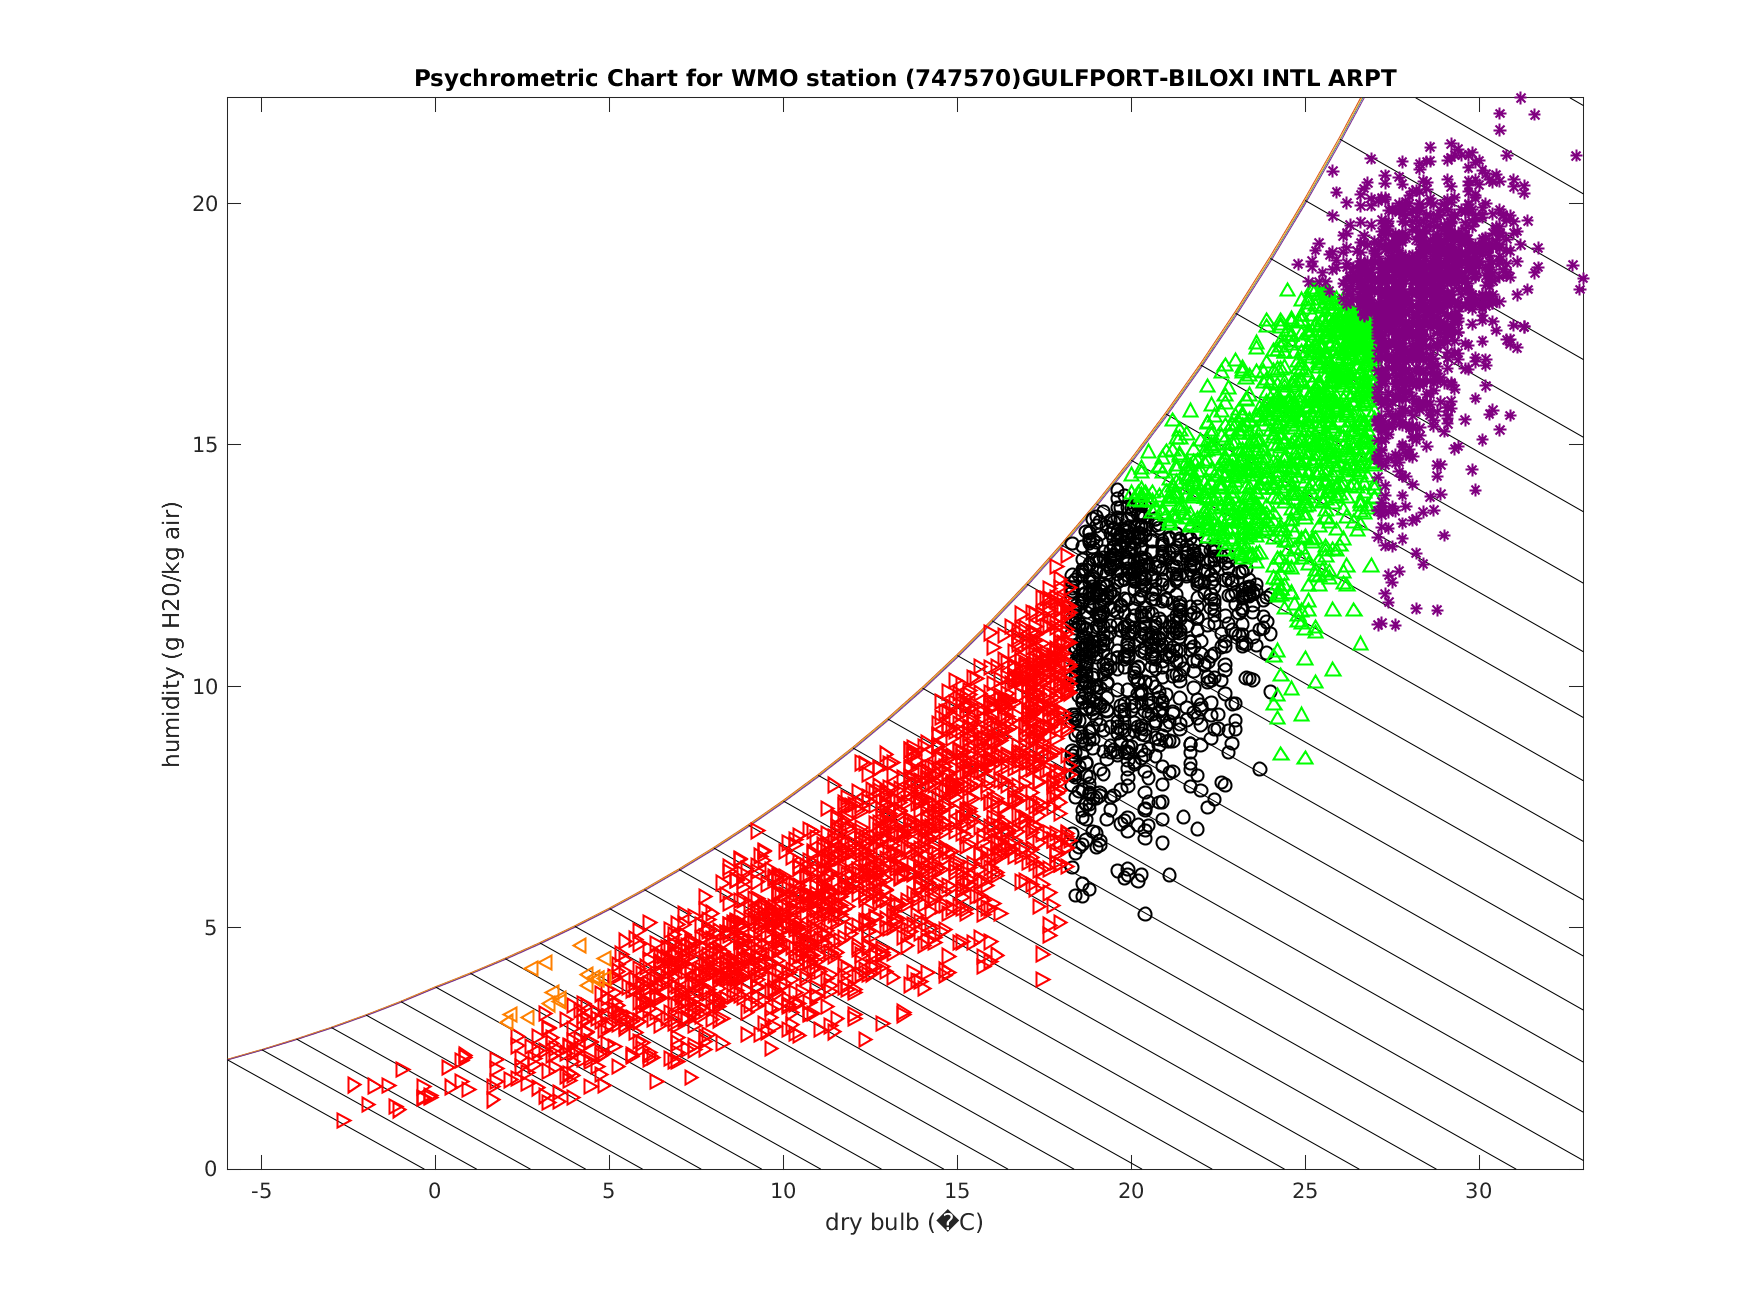 Psychrometric Chart for WMO station (747570)GULFPORT-BILOXI INTL ARPT
20
15
10
5
0
humidity (g H20/kg air)
-5 0 5 10 15 20 25 30
dry bulb (�C)